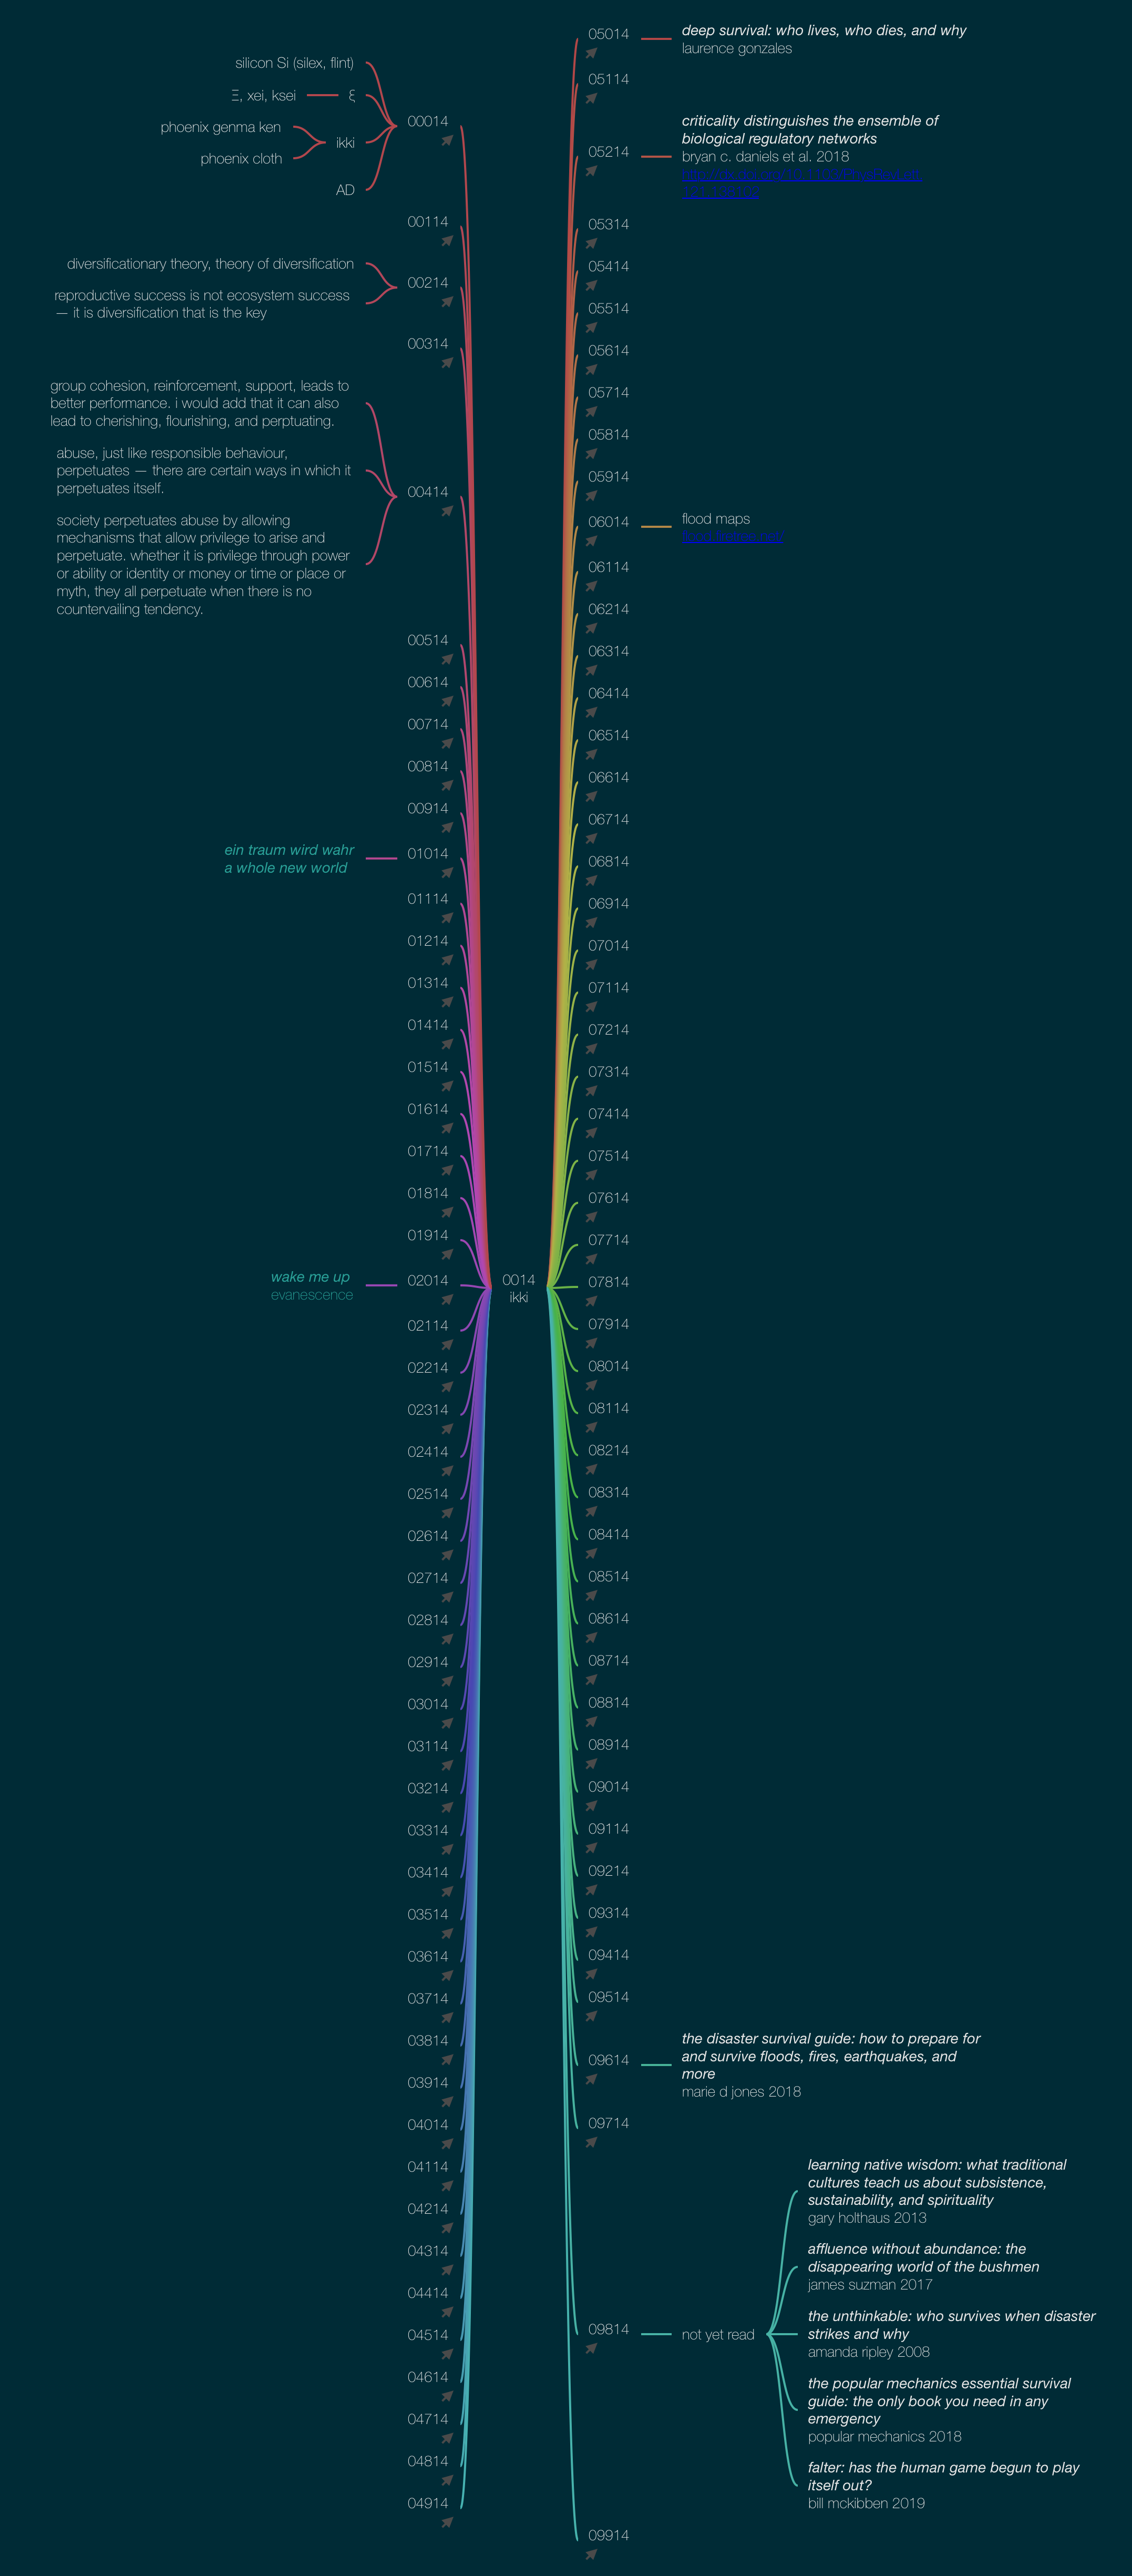 silicon Si (silex, flint)
Ξ, xei, ksei
ξ
phoenix genma ken
phoenix cloth
ikki
AD
00014
00114
diversificationary theory, theory of diversification
reproductive success is not ecosystem success
— it is diversification that is the key
00214
00314
group cohesion, reinforcement, support, leads to
better performance. i would add that it can also
lead to cherishing, flourishing, and perptuating.
abuse, just like responsible behaviour,
perpetuates — there are certain ways in which it
perpetuates itself.
society perpetuates abuse by allowing
mechanisms that allow privilege to arise and
perpetuate. whether it is privilege through power
or ability or identity or money or time or place or
myth, they all perpetuate when there is no
countervailing tendency.
00414
00514
00614
00714
00814
00914
ein traum wird wahr
a whole new world
01014
01114
01214
01314
01414
01514
01614
01714
01814
01914
wake me up
evanescence
02014
02114
02214
02314
02414
02514
02614
02714
02814
02914
03014
03114
03214
03314
03414
03514
03614
03714
03814
03914
04014
04114
04214
04314
04414
04514
04614
04714
04814
04914
0014
ikki
05014
deep survival: who lives, who dies, and why
laurence gonzales
05114
05214
criticality distinguishes the ensemble of
biological regulatory networks
bryan c. daniels et al. 2018
05314
05414
05514
05614
05714
05814
05914
06014
flood maps
06114
06214
06314
06414
06514
06614
06714
06814
06914
07014
07114
07214
07314
07414
07514
07614
07714
07814
07914
08014
08114
08214
08314
08414
08514
08614
08714
08814
08914
09014
09114
09214
09314
09414
09514
09614
the disaster survival guide: how to prepare for
and survive floods, fires, earthquakes, and
more
marie d jones 2018
09714
09814
not yet read
learning native wisdom: what traditional
cultures teach us about subsistence,
sustainability, and spirituality
gary holthaus 2013
affluence without abundance: the
disappearing world of the bushmen
james suzman 2017
the unthinkable: who survives when disaster
strikes and why
amanda ripley 2008
the popular mechanics essential survival
guide: the only book you need in any
emergency
popular mechanics 2018
falter: has the human game begun to play
itself out?
bill mckibben 2019
09914